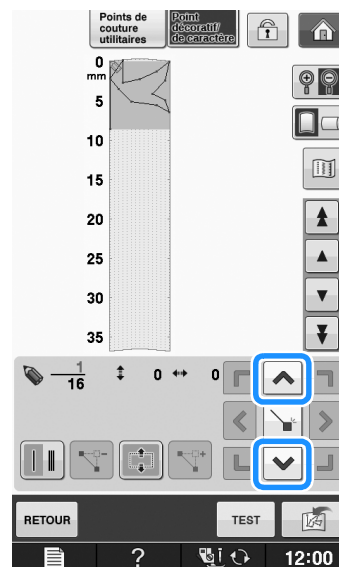 Points de
couture
utilitaires
Point
décoratif/
de caractère
0
mm
5
10
15
20
25
30
35
1
16
0
0
RETOUR
TEST
?
12:00